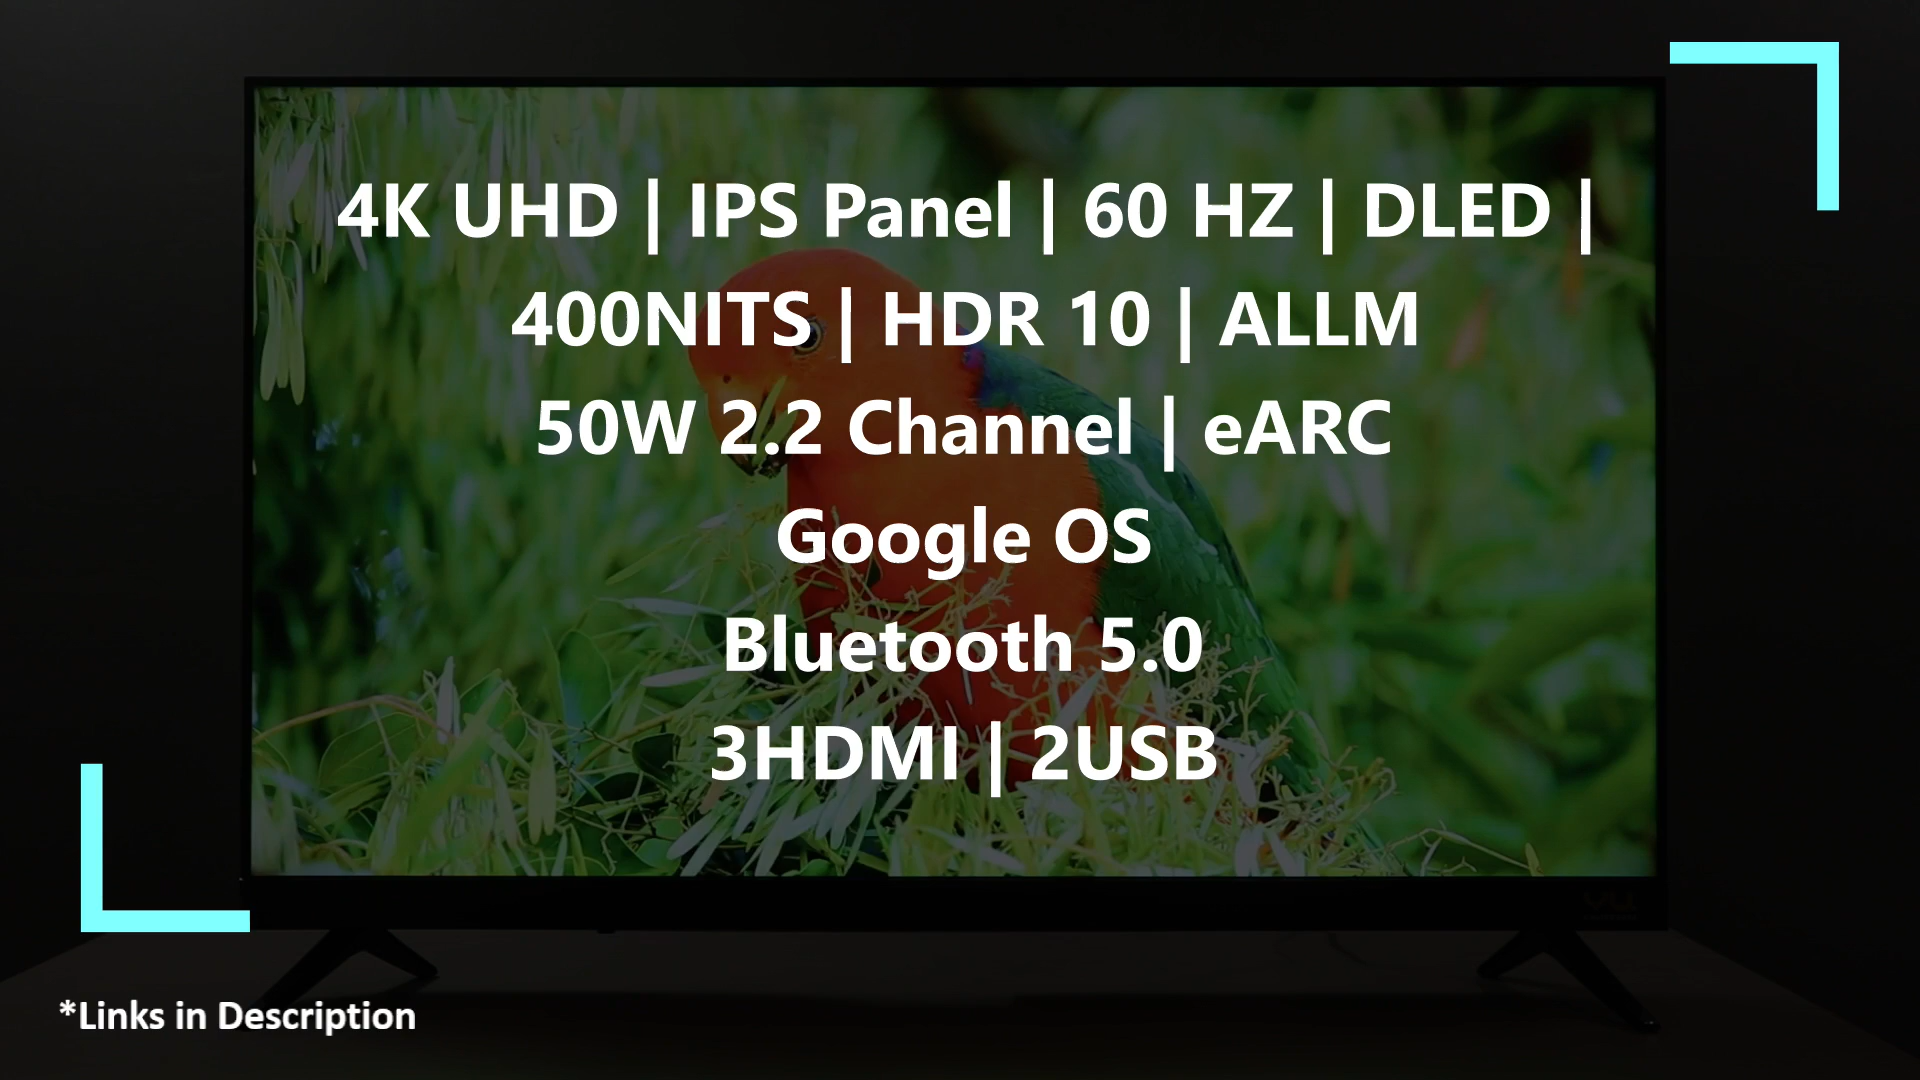 4K UHD | IPS Panel | 60 HZ | DLED |
400NITS | HDR 10 | ALLM
50W 2.2 Channel | eARC
Google OS
Bluetooth 5.0
3HDMI | 2USB
*Links in Description